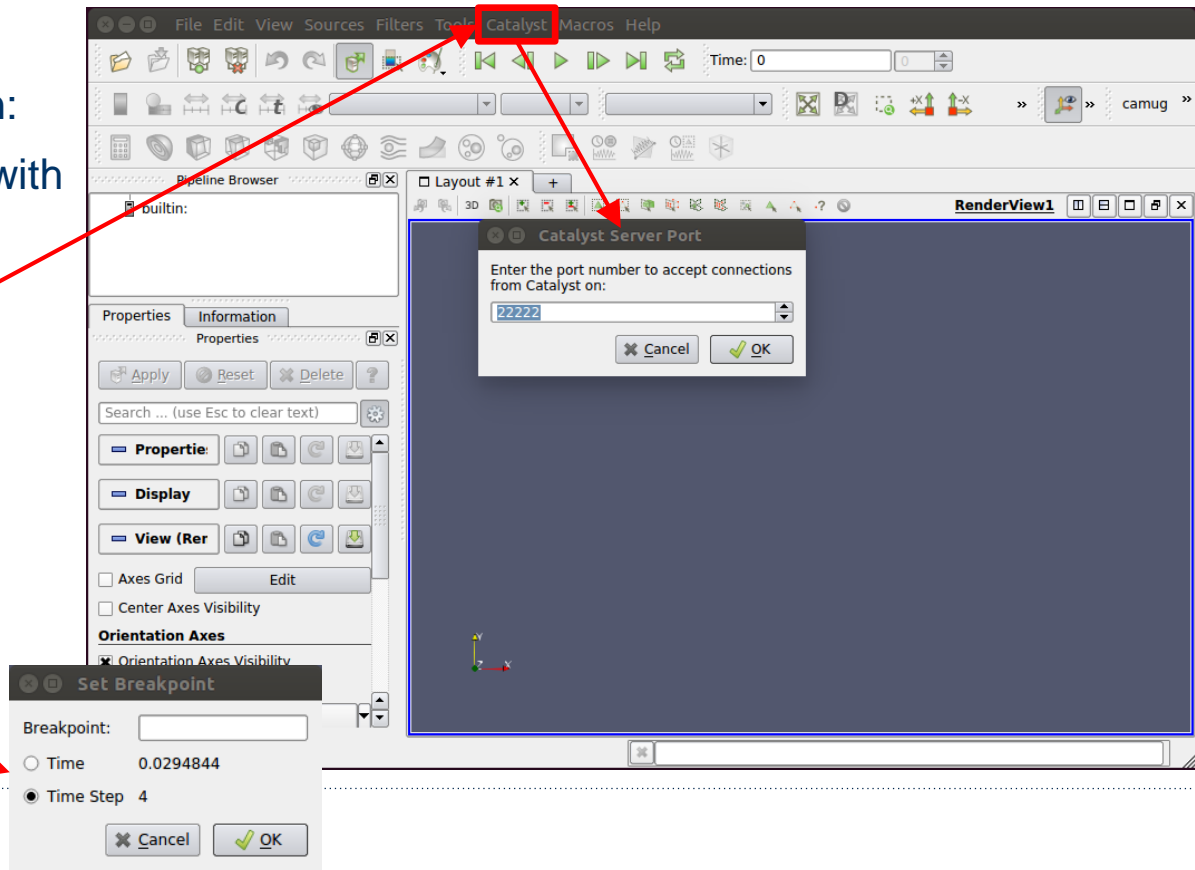 File Edit View Sources Filters Tools Catalyst Macros Help
Time: 0 0
camug
n:
with
Pipeline Browser
builtin:
Layout #1
3D
RenderView1
Catalyst Server Port
Enter the port number to accept connections
from Catalyst on:
22222
Cancel OK
Properties Information
Properties
Apply Reset Delete ?
Search ... (use Esc to clear text)
Properties
Display
View (Ren
Axes Grid Edit
Center Axes Visibility
Orientation Axes
Orientation Axes Visibility
Y
Z X
Set Breakpoint
Breakpoint:
Time 0.0294844
Time Step 4
Cancel OK